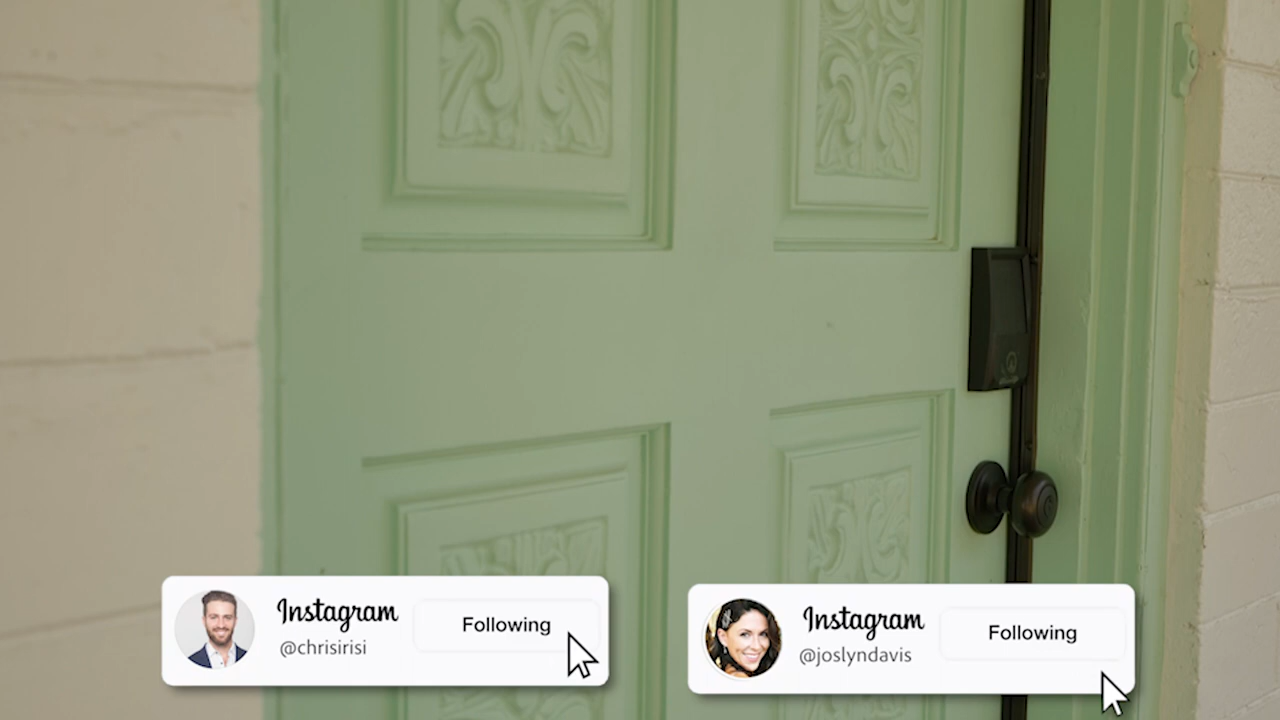 Instagram
@chrisirisi
Following
Instagram
@joslyndavis
Following